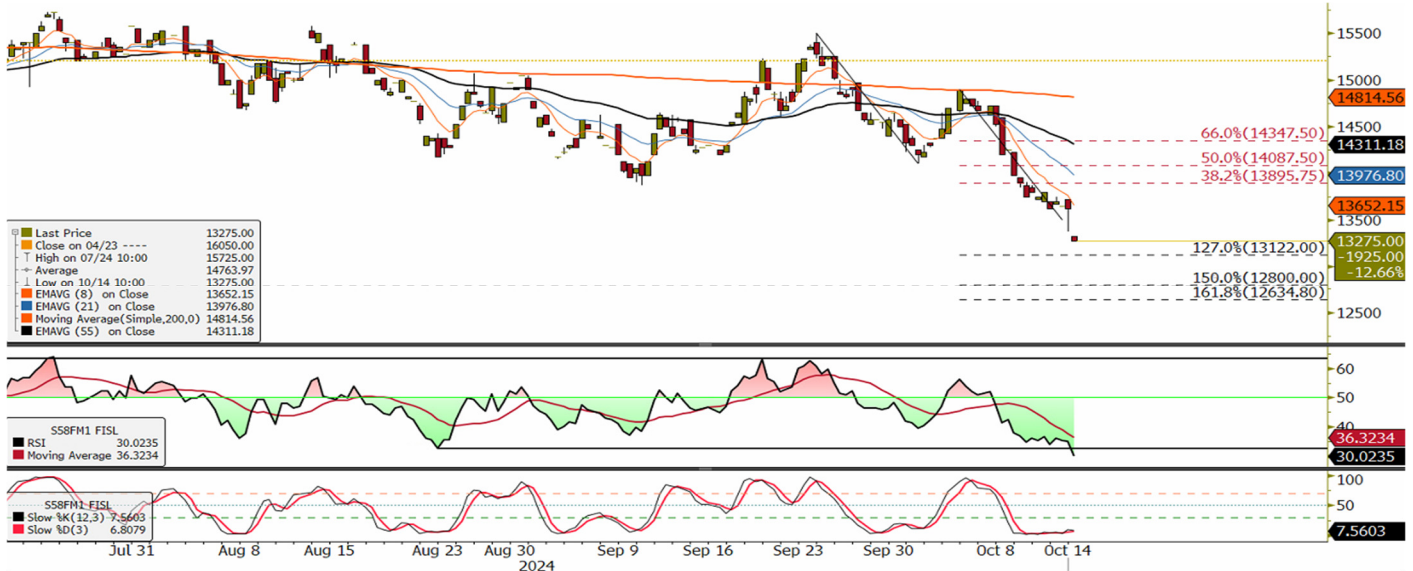 15500
15000
14814.56
14500
66.0%(14347.50)
14311.18
50.0%(14087.50)
13976.80
38.2%(13895.75)
13652.15
13500
13275.00
-1925.00
-12.66%
127.0%(13122.00)
150.0%(12800.00)
161.8%(12634.80)
12500
Last Price 13275.00
Close on 04/23 ---- 16050.00
High on 07/24 10:00 15725.00
Average 14763.97
Low on 10/14 10:00 13275.00
EMAVG (8) on Close 13652.15
EMAVG (21) on Close 13976.80
Moving Average(Simple,200,0) 14814.56
EMAVG (55) on Close 14311.18
60
50
40
36.3234
30.0235
S58FM1 FISL
RSI 30.0235
Moving Average 36.3234
100
50
7.5603
S58FM1 FISL
Slow %K(12,3) 7.5603
Slow %D(3) 6.8079
Jul 31 Aug 8 Aug 15 Aug 23 Aug 30 Sep 9 Sep 16 Sep 23 Sep 30 Oct 8 Oct 14
2024